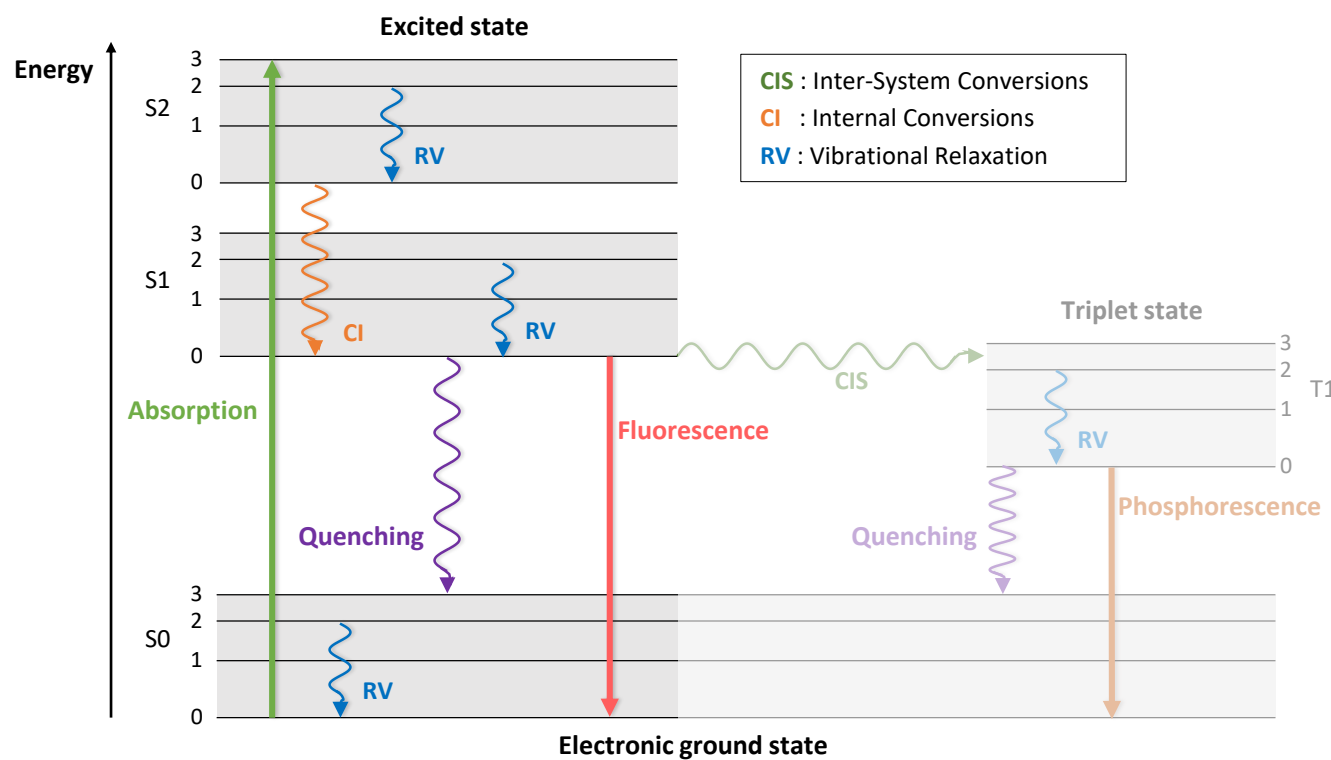 Excited state
Energy
CIS : Inter-System Conversions
CI : Internal Conversions
RV : Vibrational Relaxation
S2
3
2
1
0
RV
S1
3
2
1
0
CI
RV
Triplet state
3
2
1
0
T1
CIS
RV
Absorption
Fluorescence
Quenching
Quenching
Phosphorescence
S0
3
2
1
0
RV
Electronic ground state